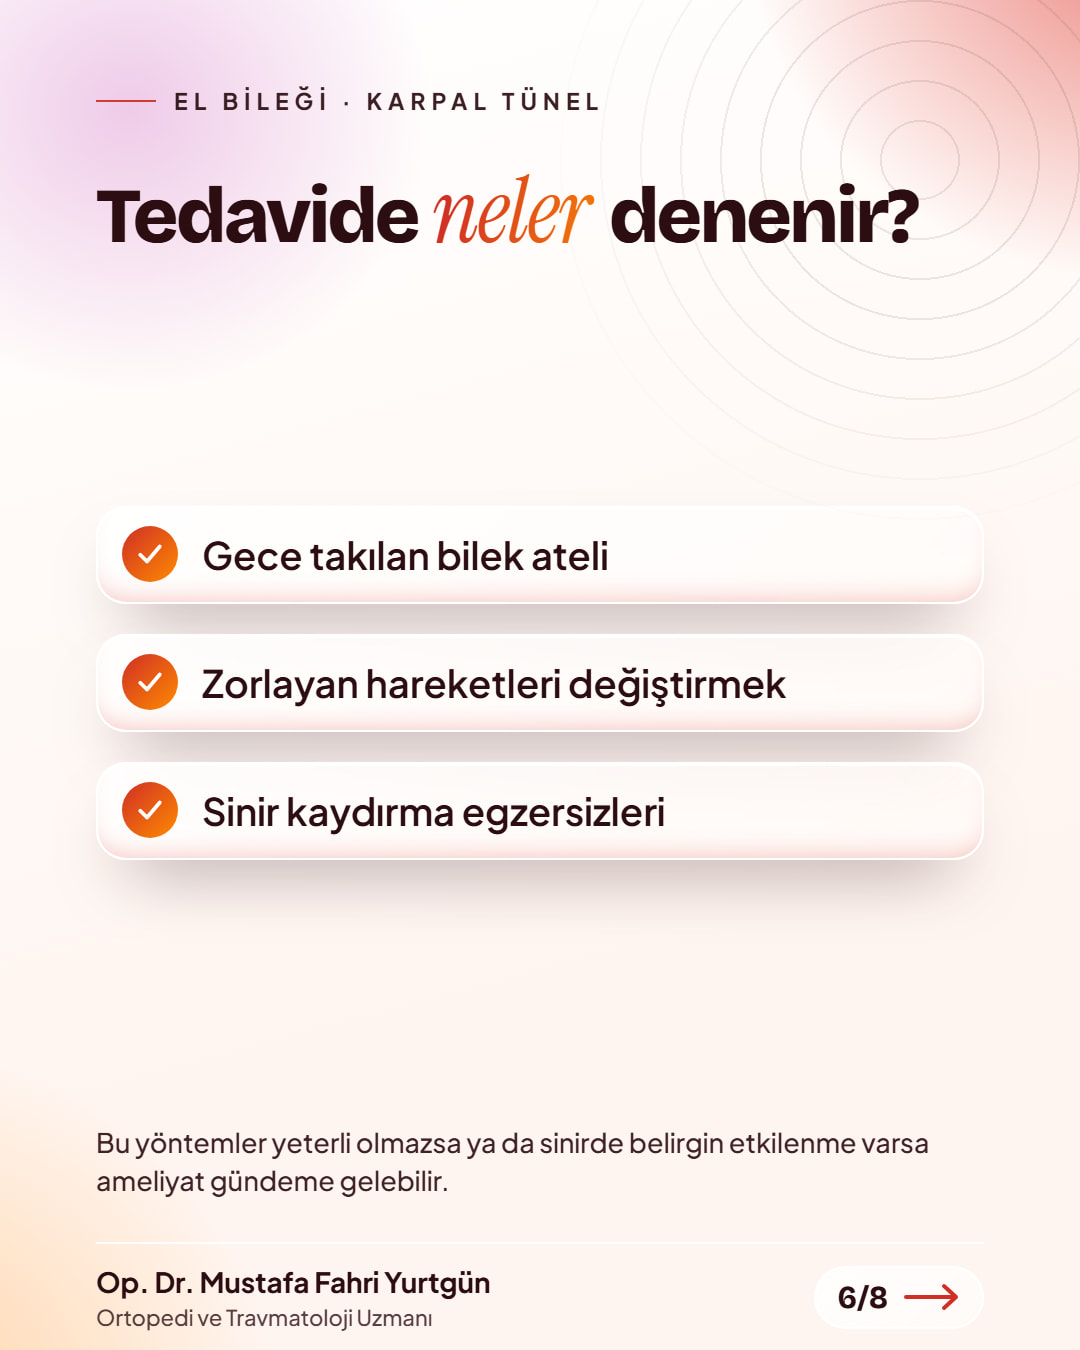 EL BİLEĞİ · KARPAL TÜNEL
Tedavide neler denenir?
Gece takılan bilek ateli
Zorlayan hareketleri değiştirmek
Sinir kaydırma egzersizleri
Bu yöntemler yeterli olmazsa ya da sinirde belirgin etkilenme varsa
ameliyat gündeme gelebilir.
Op. Dr. Mustafa Fahri Yurtgün
Ortopedi ve Travmatoloji Uzmanı
6/8